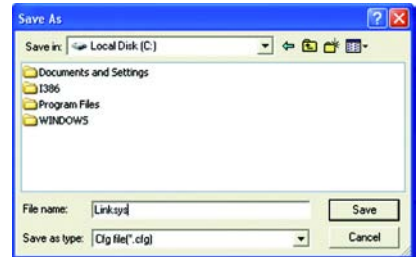 Save As
Save in: Local Disk (C:)
Documents and Settings
I386
Program Files
WINDOWS
File name: Linksys Save
Save as type: Cfg file(*.cfg) Cancel